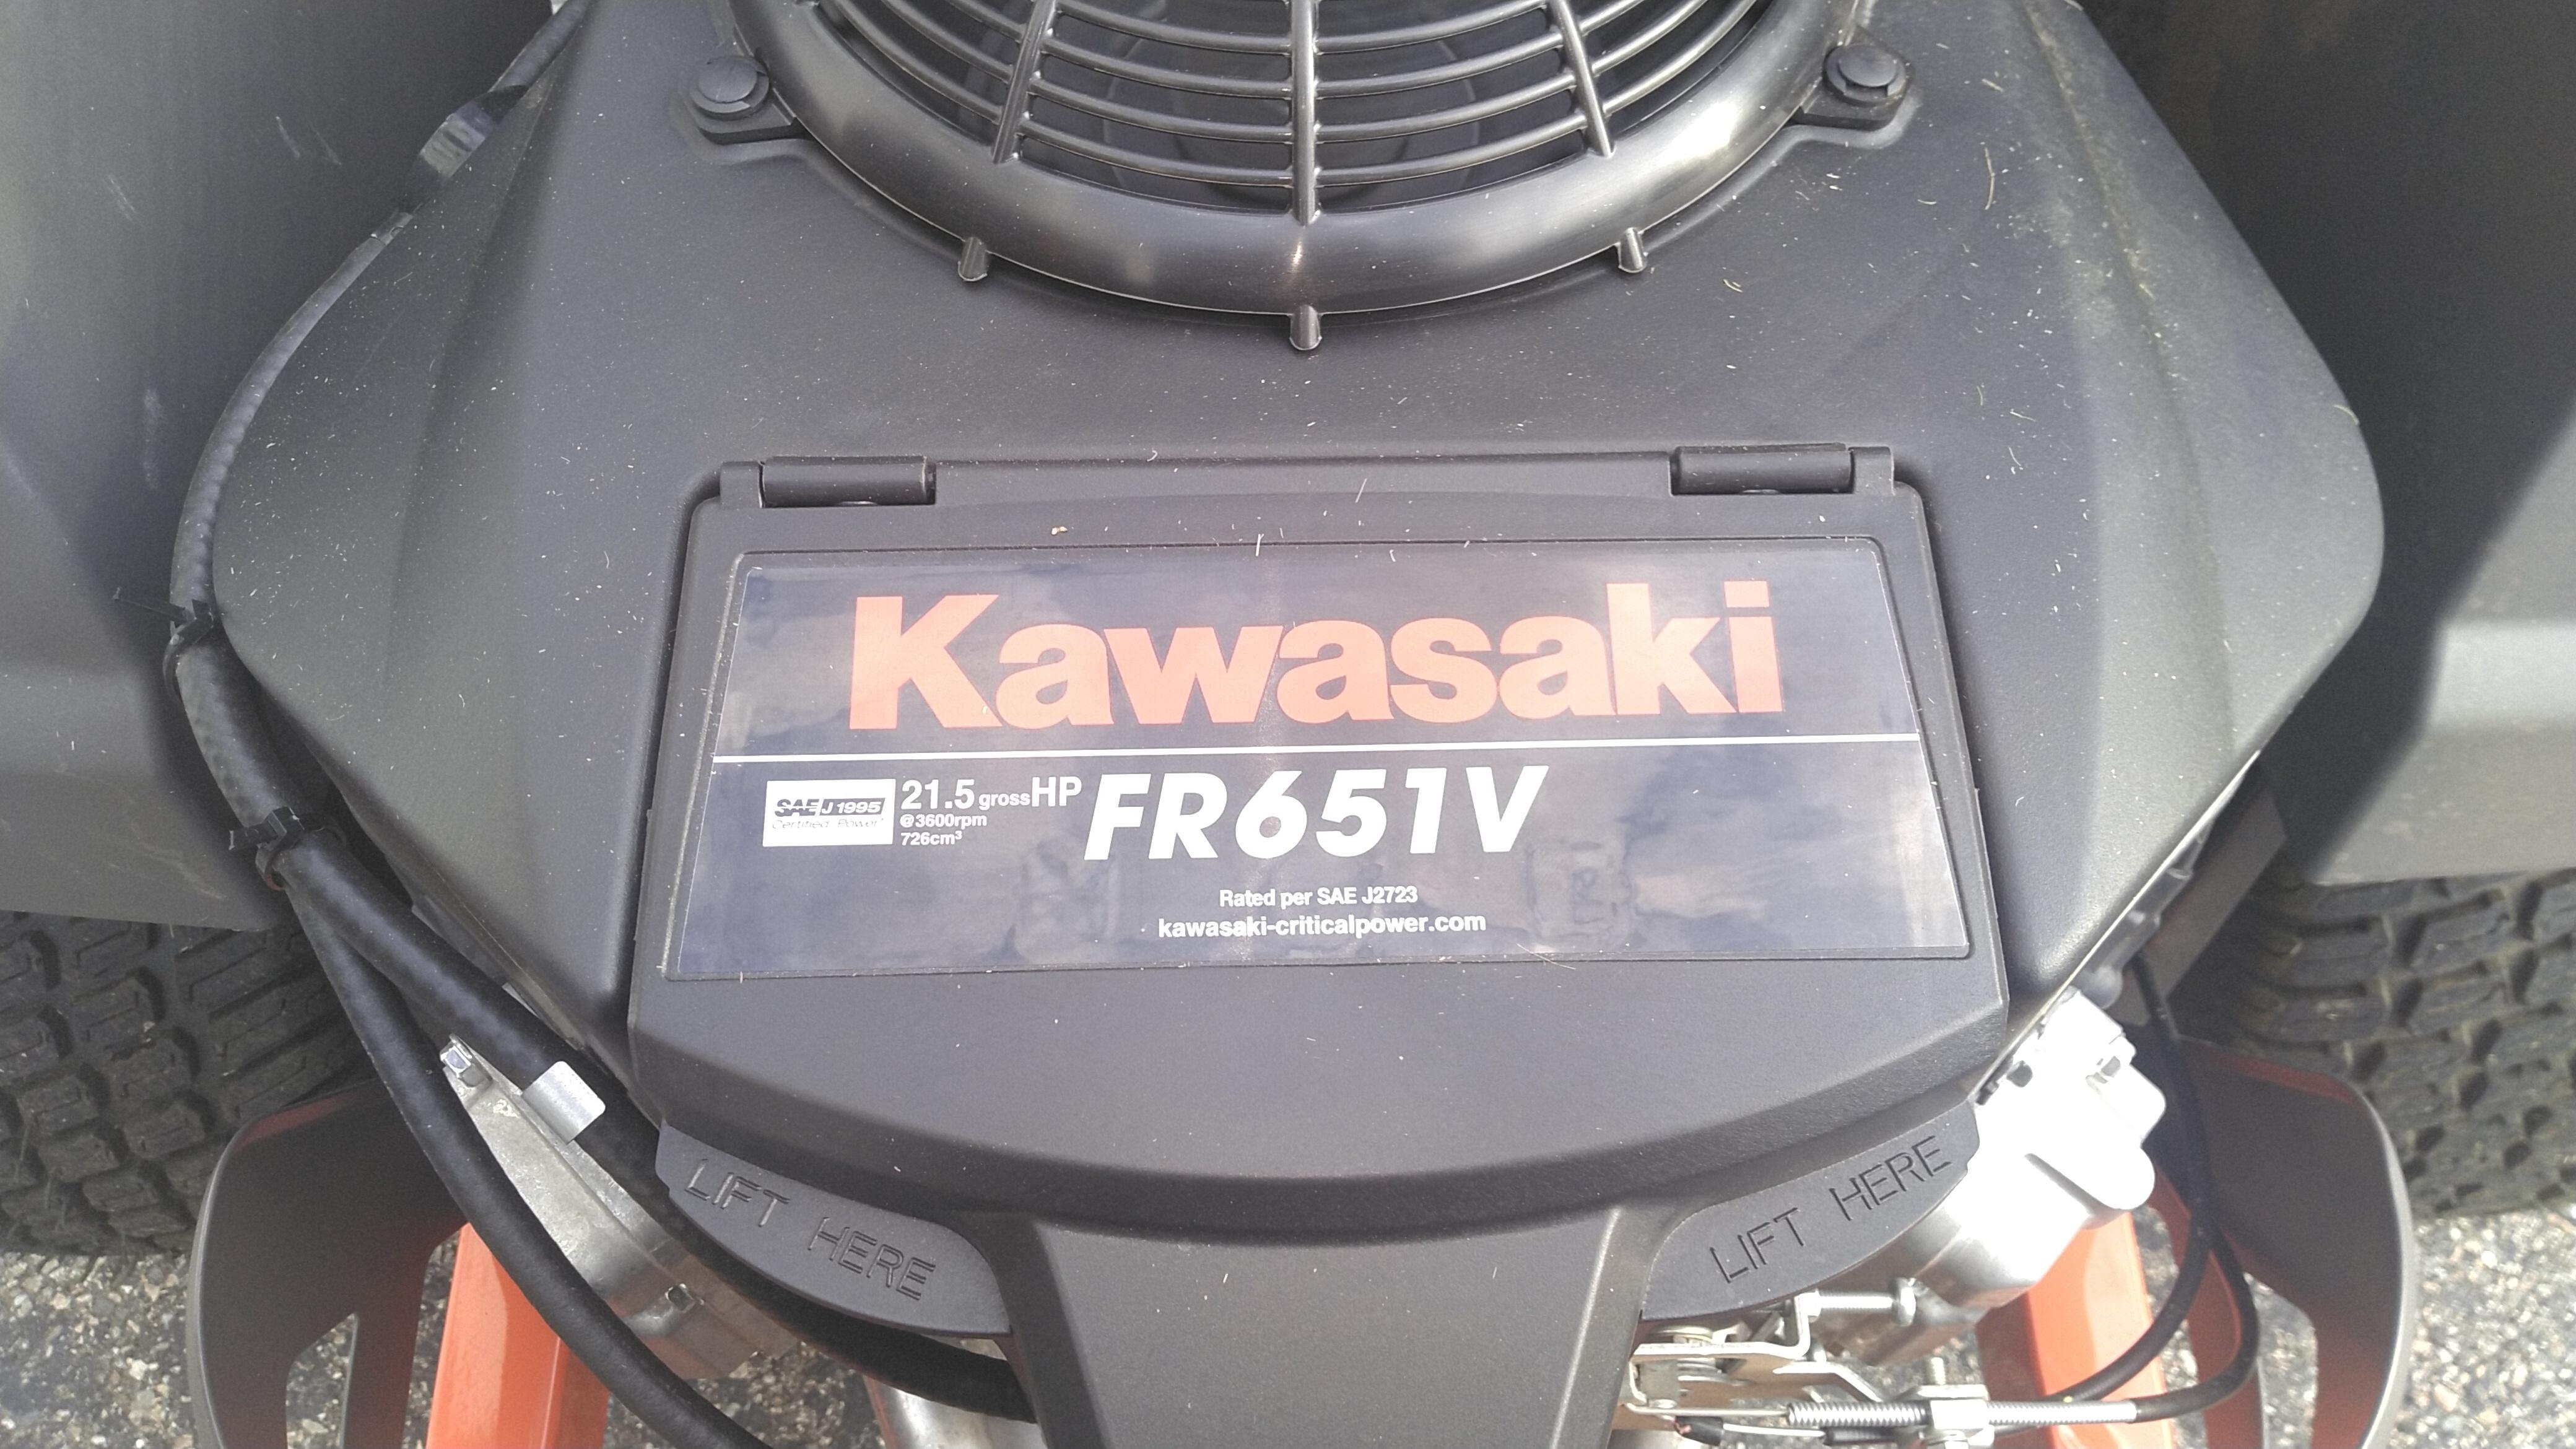 Kawasaki
SAE J1995
Certified Power
21.5 gross HP
@3600rpm
726cm³
FR651V
Rated per SAE J2723
kawasaki-criticalpower.com
LIFT HERE
LIFT HERE